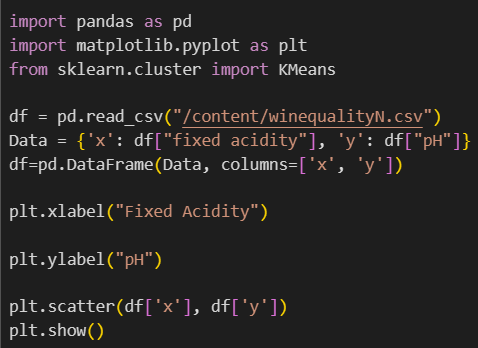 import pandas as pd
import matplotlib.pyplot as plt
from sklearn.cluster import KMeans
df = pd.read_csv("/content/winequalityN.csv")
Data = {'x': df["fixed acidity"], 'y': df["pH"]}
df=pd.DataFrame(Data, columns=['x', 'y'])
plt.xlabel("Fixed Acidity")
plt.ylabel("pH")
plt.scatter(df['x'], df['y'])
plt.show()